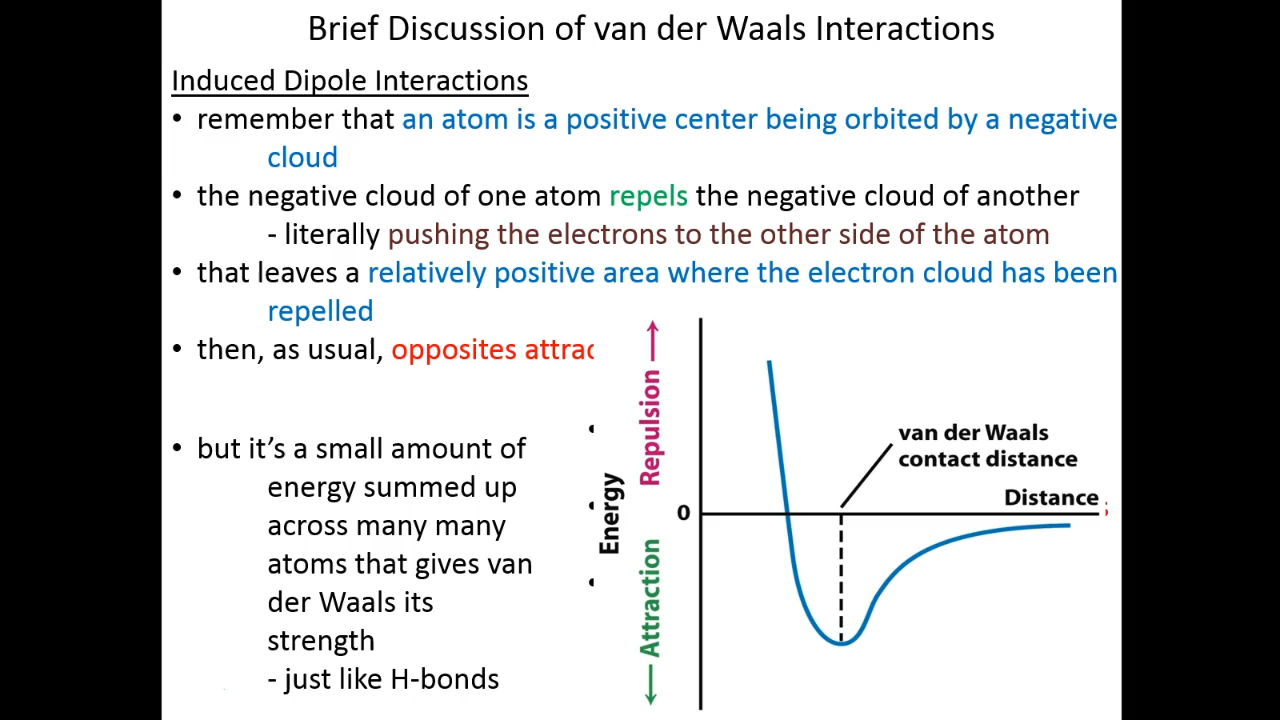 Brief Discussion of van der Waals Interactions
Induced Dipole Interactions
• remember that an atom is a positive center being orbited by a negative
cloud
• the negative cloud of one atom repels the negative cloud of another
- literally pushing the electrons to the other side of the atom
• that leaves a relatively positive area where the electron cloud has been
repelled
• then, as usual, opposites attrac
• but it's a small amount of
energy summed up
across many many
atoms that gives van
der Waals its
strength
- just like H-bonds
Energy
Repulsion
Attraction
0
van der Waals
contact distance
Distance